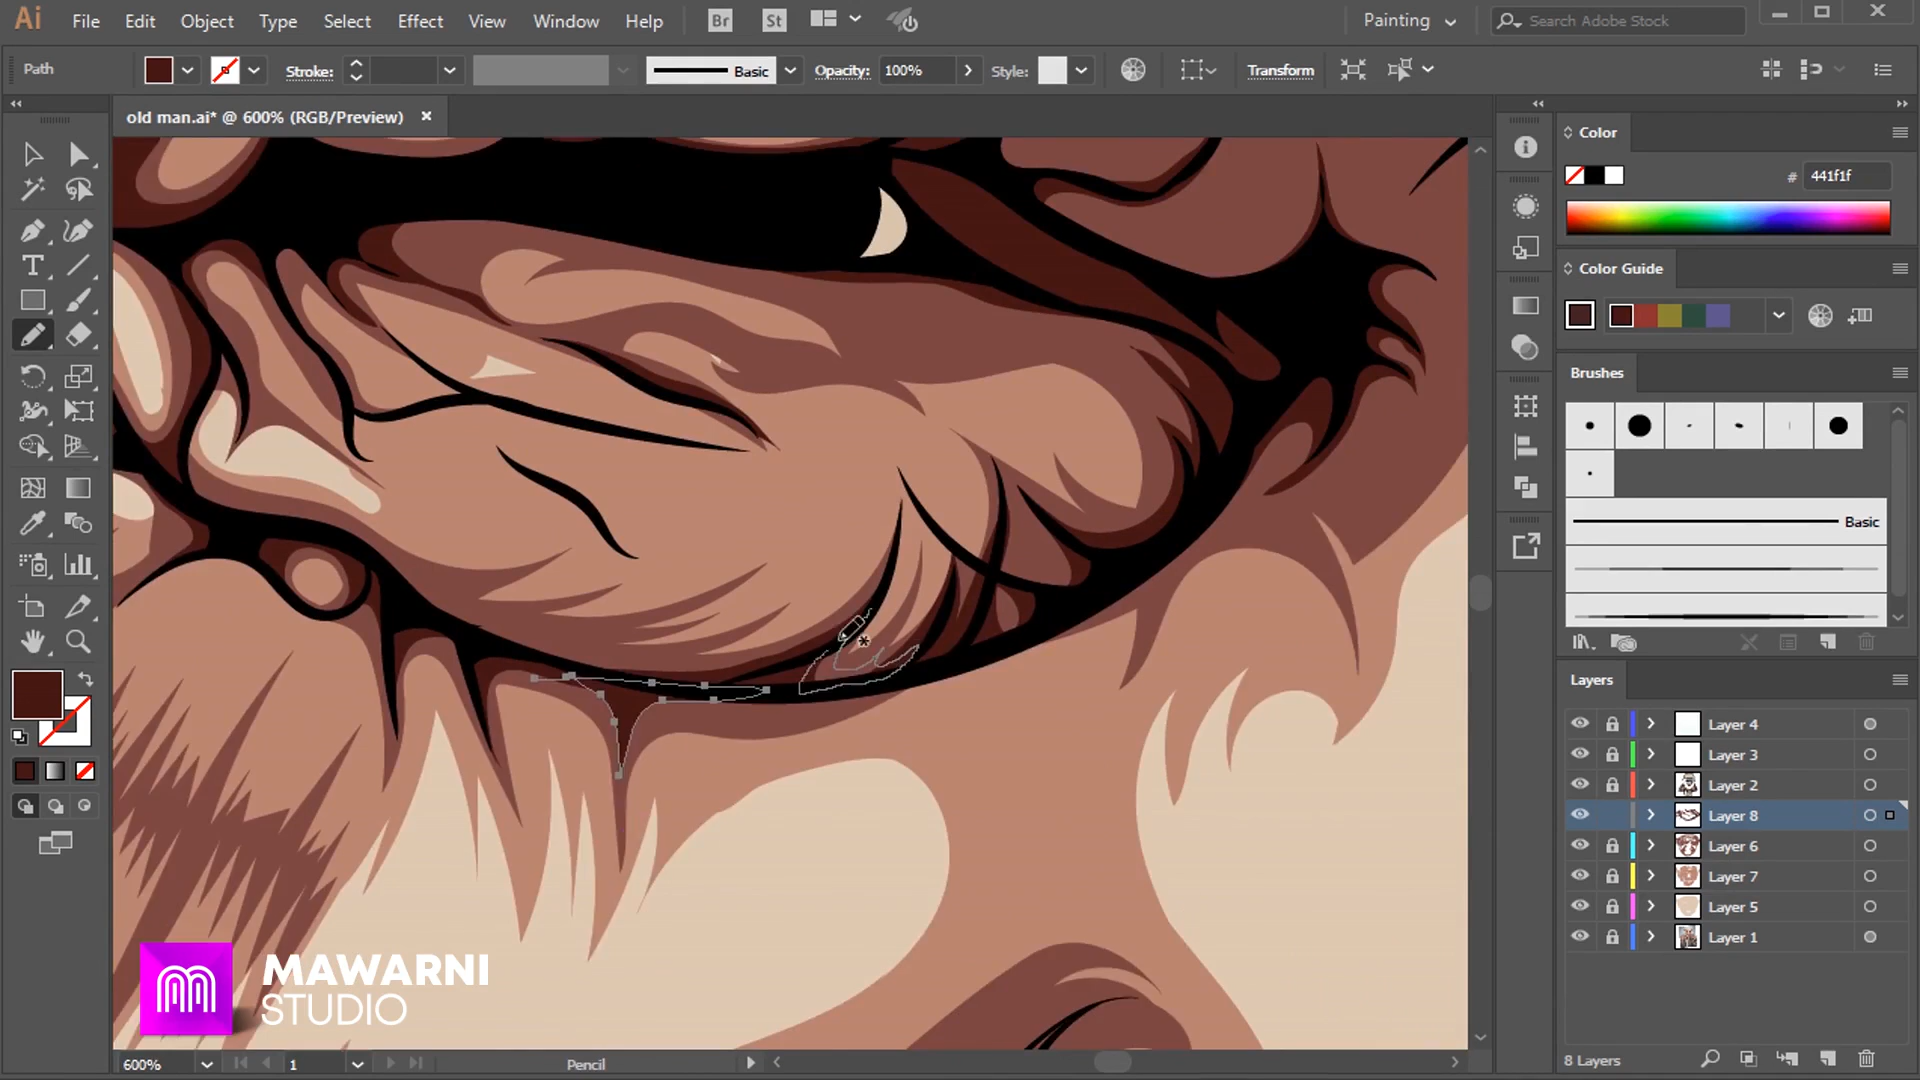 Ai File Edit Object Type Select Effect View Window Help Br St Painting Search Adobe Stock
Path Stroke: Basic Opacity: 100% Style: Transform
old man.ai* @ 600% (RGB/Preview)
Color
# 441f1f
Color Guide
Brushes
Basic
Layers
Layer 4
Layer 3
Layer 2
Layer 8
Layer 6
Layer 7
Layer 5
Layer 1
MAWARNI
STUDIO
600% 1 Pencil 8 Layers